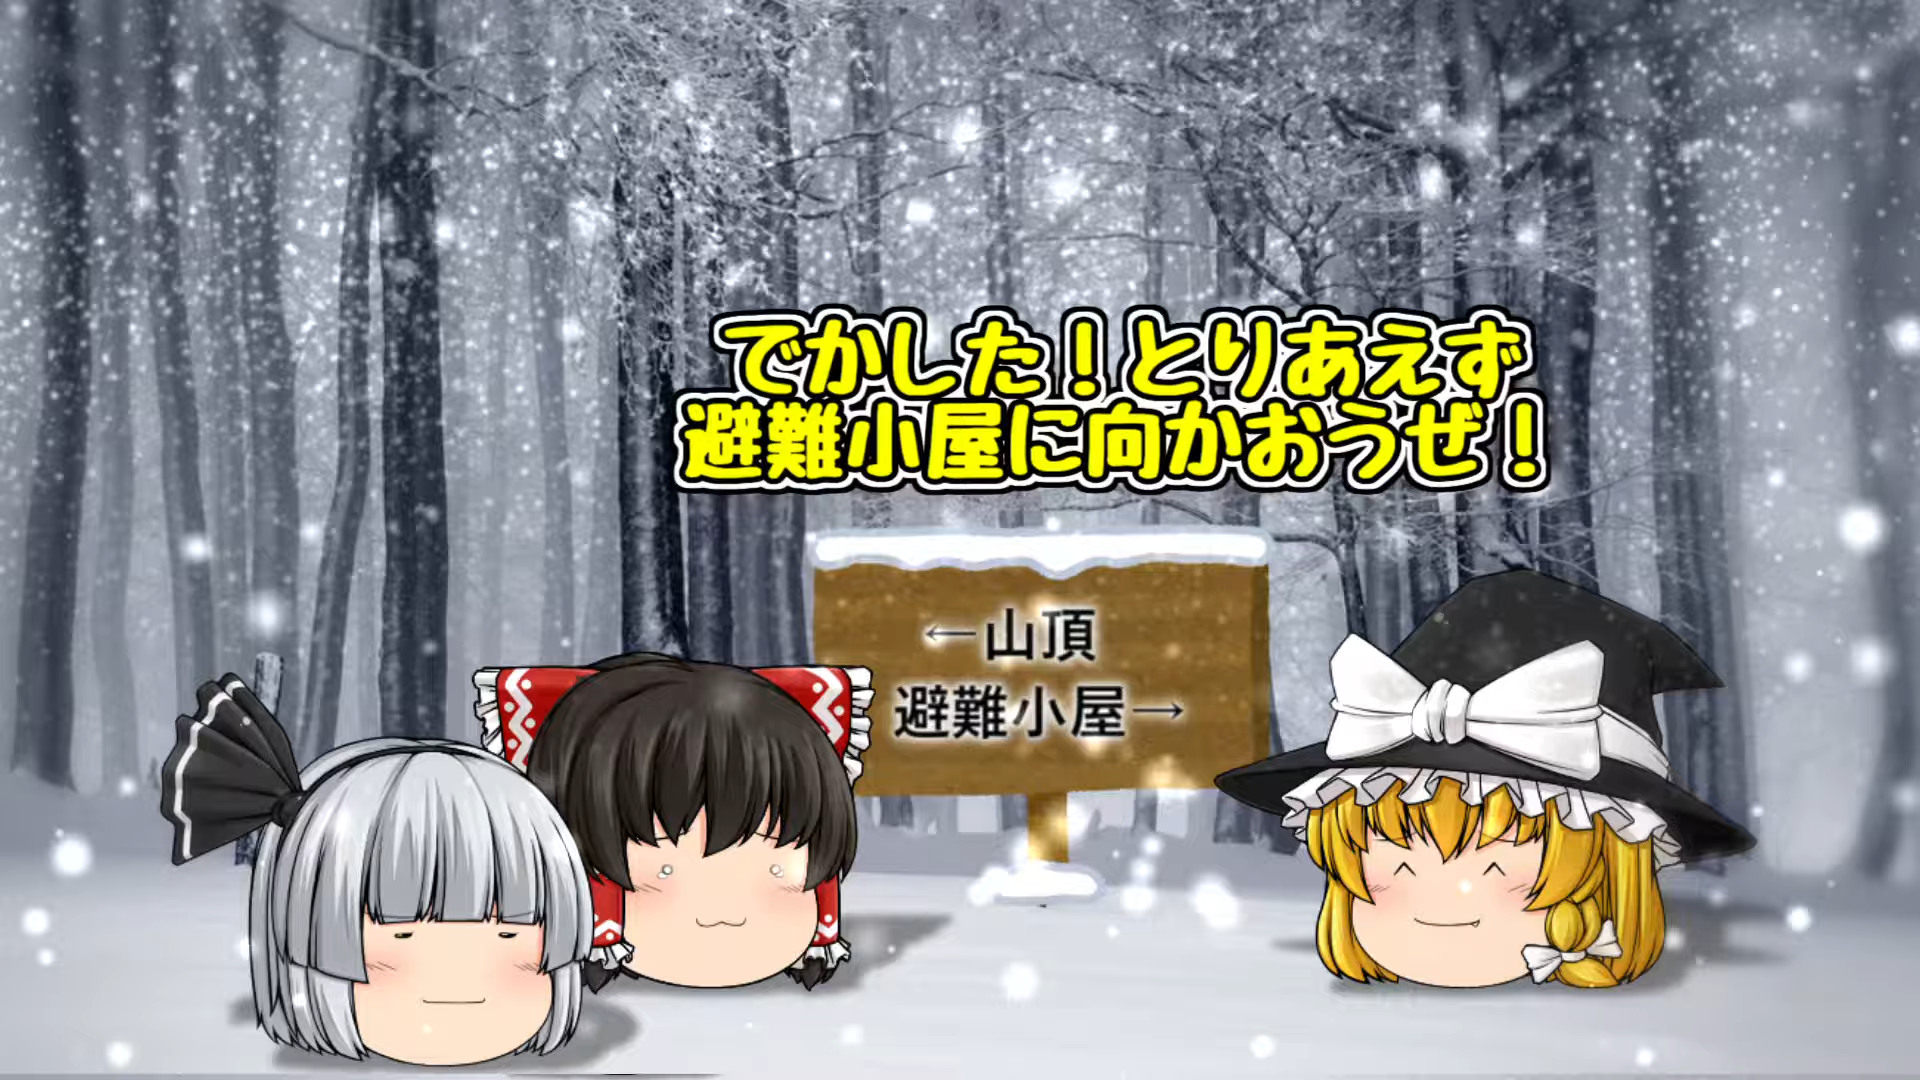 でかした！とりあえず
避難小屋に向かおうぜ！
←山頂
避難小屋→